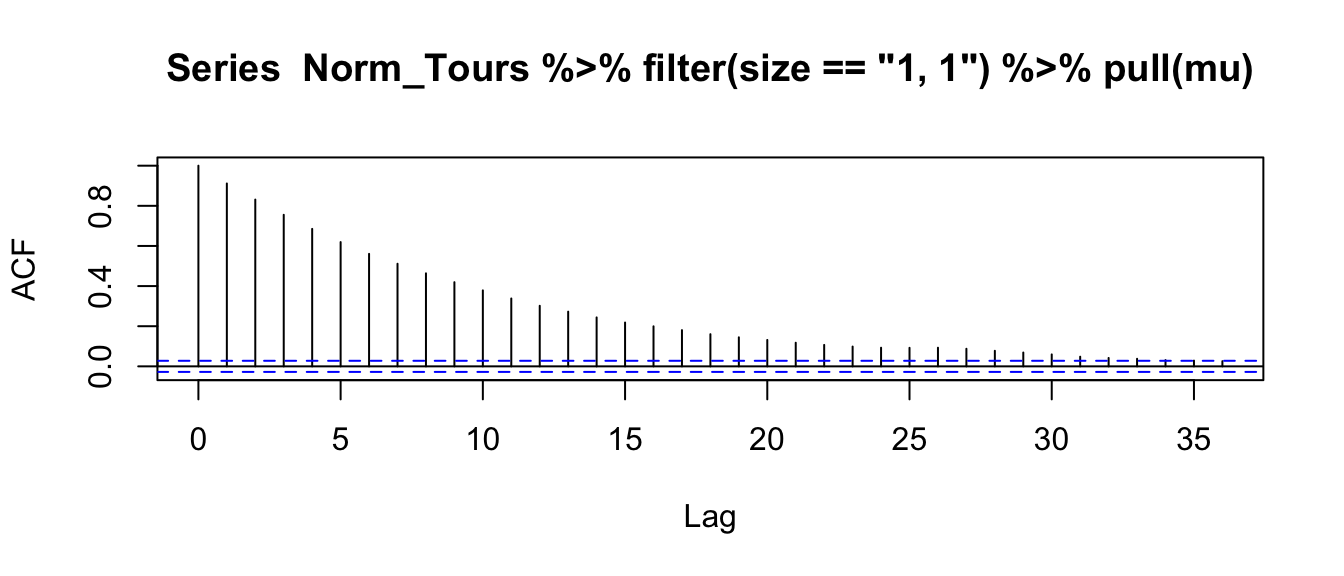 Series  Norm_Tours %>% filter(size == "1, 1") %>% pull(mu)
ACF
0.8
0.4
0.0
0 5 10 15 20 25 30 35
Lag